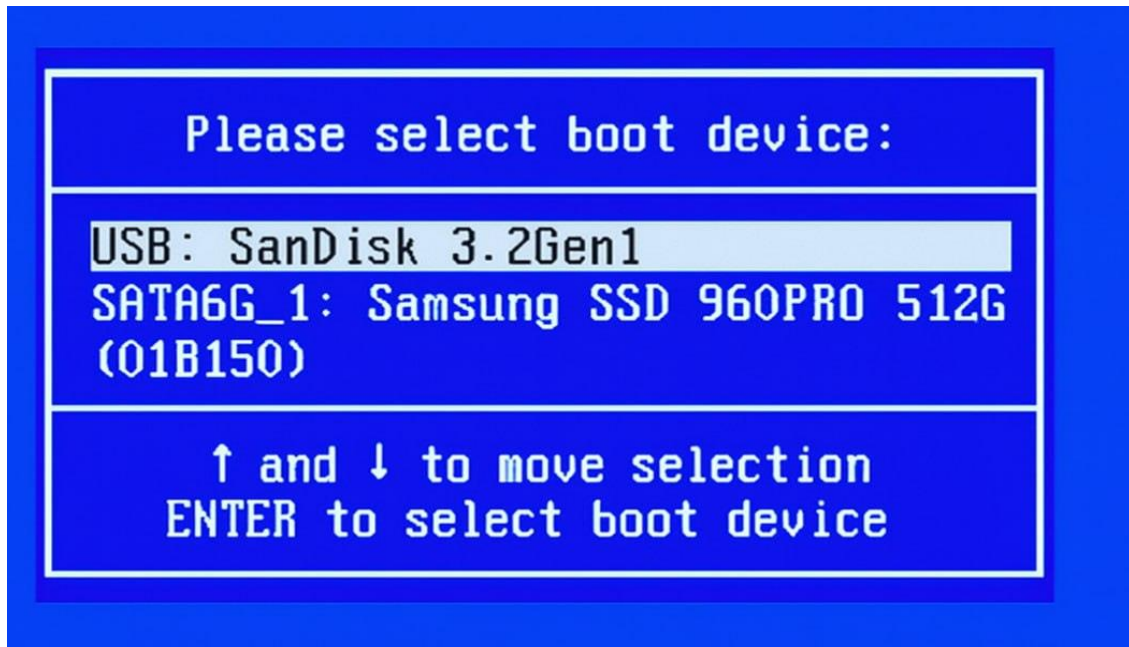 Please select boot device:
USB: SanDisk 3.2Gen1
SATA6G_1: Samsung SSD 960PRO 512G
(01B150)
↑ and ↓ to move selection
ENTER to select boot device